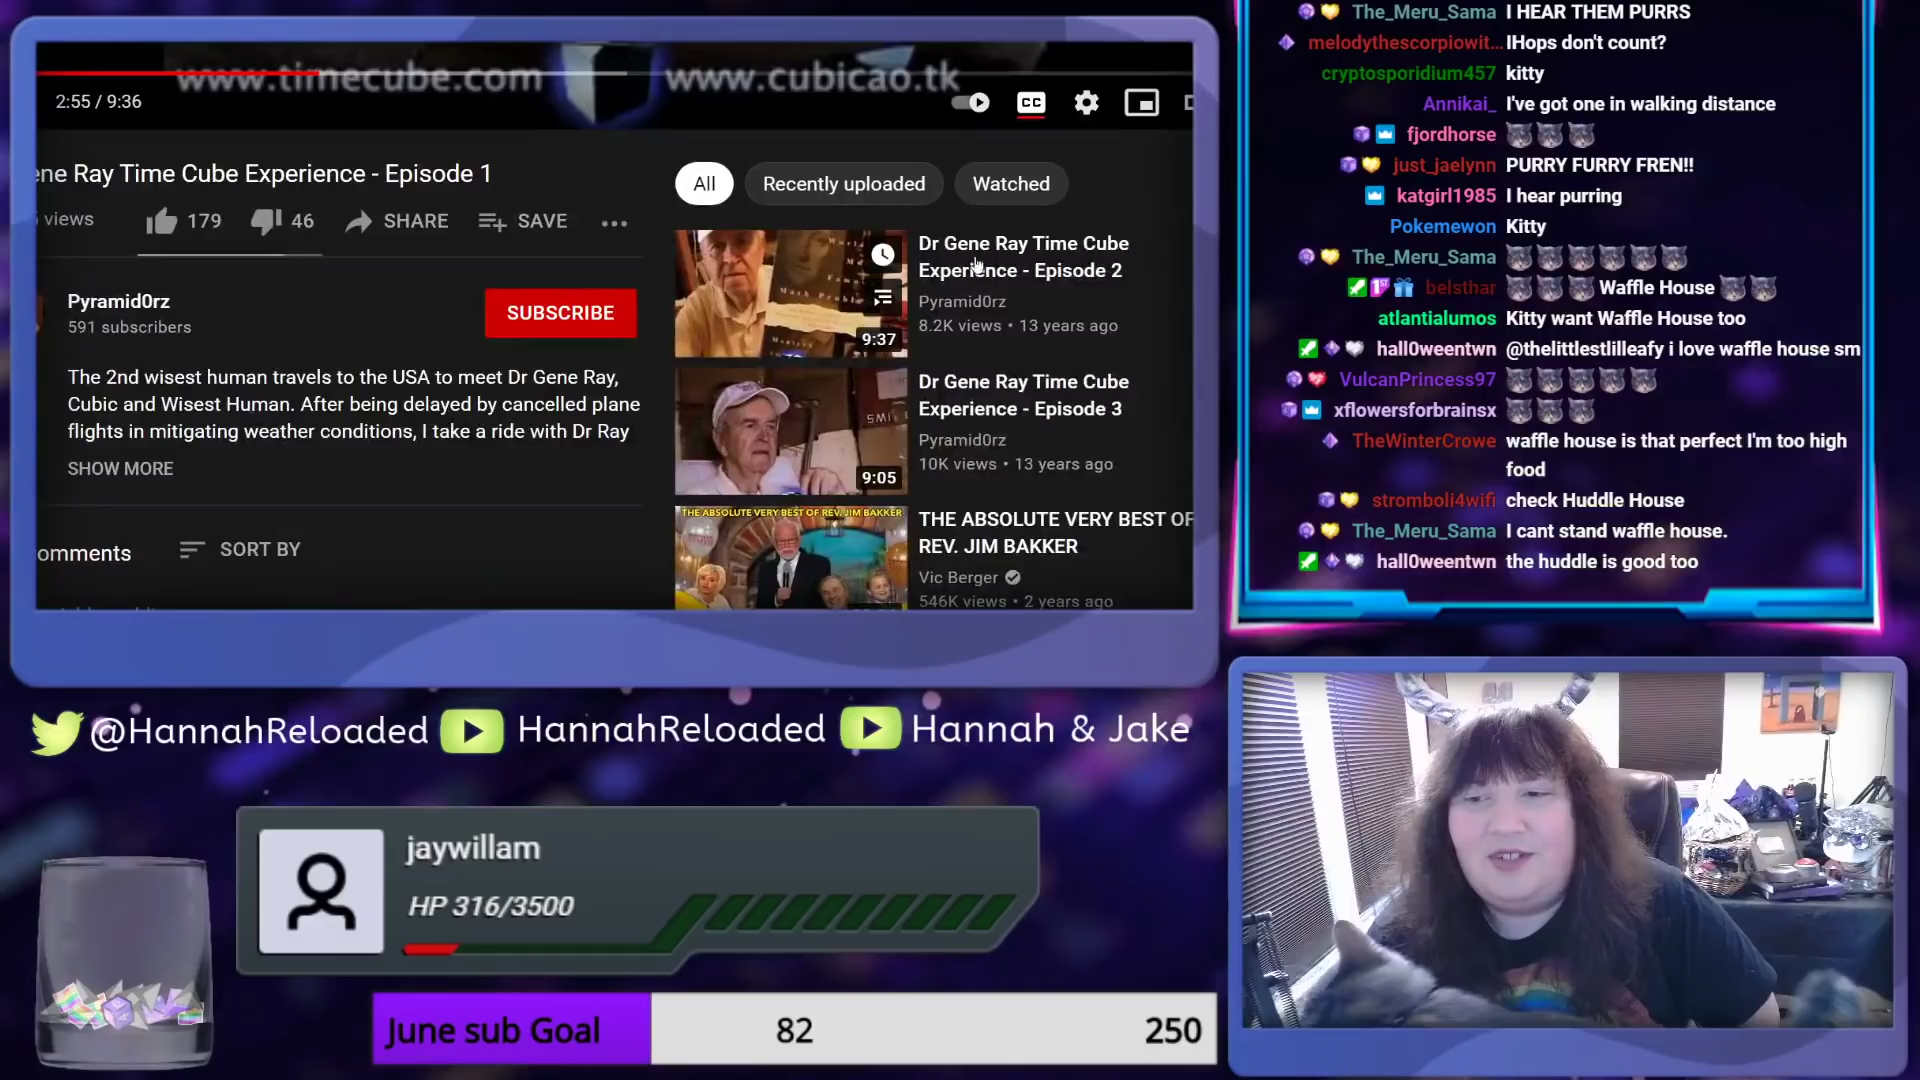 www.timecube.com www.cubicao.tk
2:55 / 9:36
CC
ne Ray Time Cube Experience - Episode 1
views
179
46
SHARE
SAVE
Pyramid0rz
591 subscribers
SUBSCRIBE
The 2nd wisest human travels to the USA to meet Dr Gene Ray,
Cubic and Wisest Human. After being delayed by cancelled plane
flights in mitigating weather conditions, I take a ride with Dr Ray
SHOW MORE
omments
SORT BY
All
Recently uploaded
Watched
Dr Gene Ray Time Cube
Experience - Episode 2
Pyramid0rz
8.2K views • 13 years ago
9:37
Dr Gene Ray Time Cube
Experience - Episode 3
Pyramid0rz
10K views • 13 years ago
9:05
THE ABSOLUTE VERY BEST OF REV. JIM BAKKER
THE ABSOLUTE VERY BEST OF
REV. JIM BAKKER
Vic Berger
546K views • 2 years ago
The_Meru_Sama I HEAR THEM PURRS
melodythescorpiowit... IHops don't count?
cryptosporidium457 kitty
Annikai_ I've got one in walking distance
fjordhorse
just_jaelynn PURRY FURRY FREN!!
katgirl1985 I hear purring
Pokemewon Kitty
The_Meru_Sama
1ST belsthar Waffle House
atlantialumos Kitty want Waffle House too
hall0weentwn @thelittlestlilleafy i love waffle house sm
VulcanPrincess97
xflowersforbrainsx
TheWinterCrowe waffle house is that perfect I'm too high
food
stromboli4wifi check Huddle House
The_Meru_Sama I cant stand waffle house.
hall0weentwn the huddle is good too
@HannahReloaded HannahReloaded Hannah & Jake
jaywillam
HP 316/3500
June sub Goal 82 250